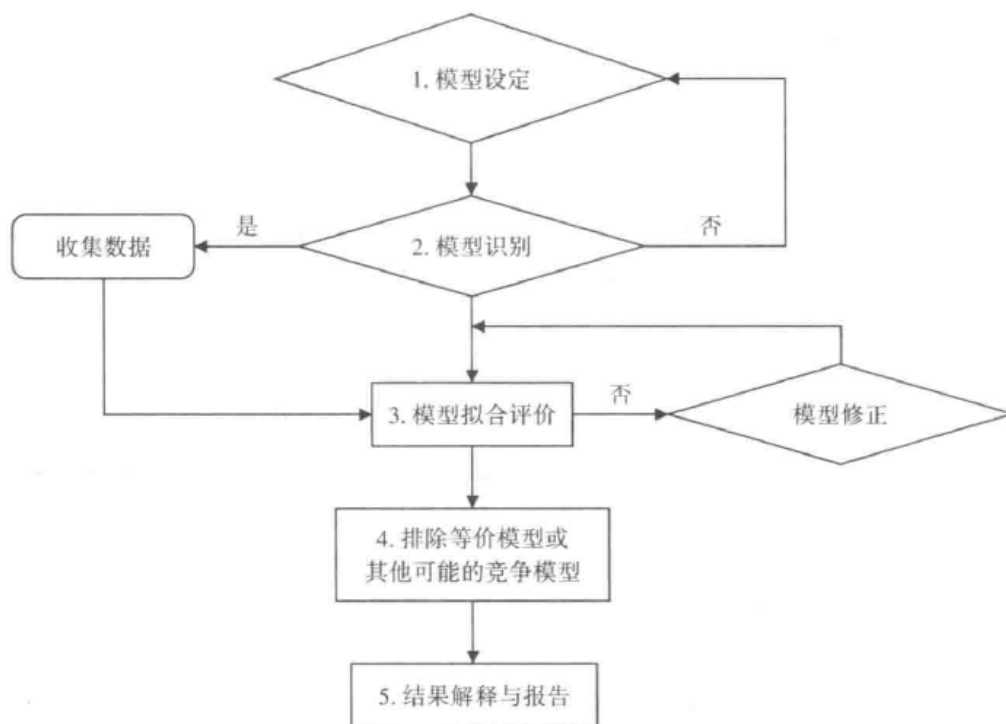 1. 模型设定
是
否
收集数据
2. 模型识别
3. 模型拟合评价
否
模型修正
4. 排除等价模型或
其他可能的竞争模型
5. 结果解释与报告